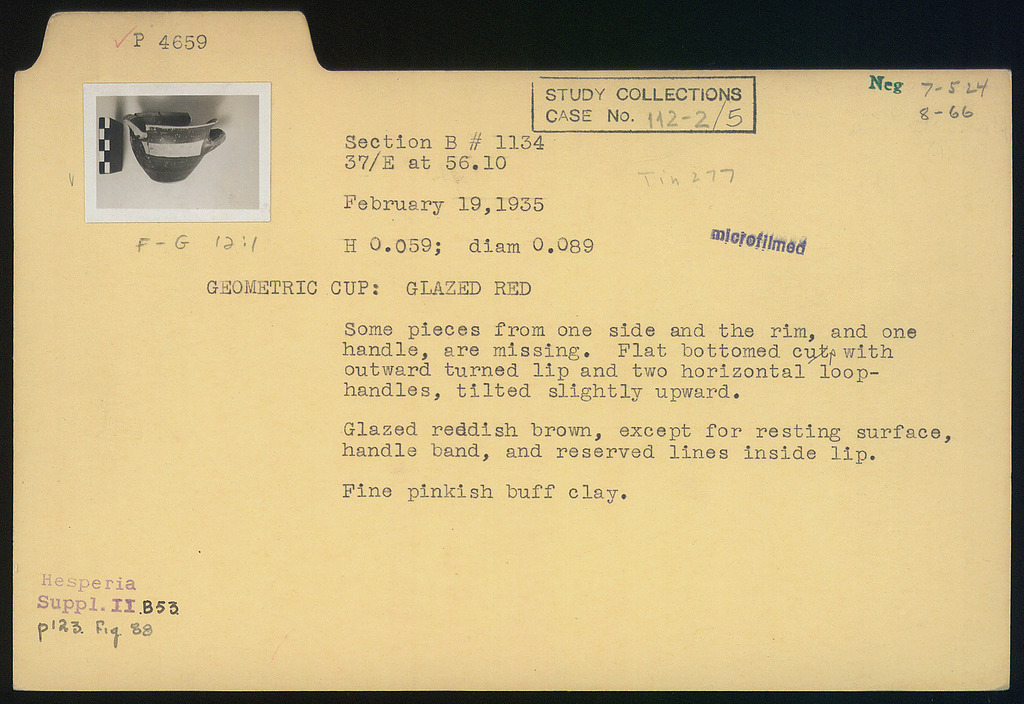 P 4659
Neg 7-524
8-66
STUDY COLLECTIONS
CASE No. 112-2/5
Section B # 1134
37/E at 56.10
Tin 277
February 19,1935
microfilmed
F-G 12:1
H 0.059; diam 0.089
GEOMETRIC CUP: GLAZED RED
Some pieces from one side and the rim, and one
handle, are missing. Flat bottomed cup with
outward turned lip and two horizontal loop-
handles, tilted slightly upward.
Glazed reddish brown, except for resting surface,
handle band, and reserved lines inside lip.
Fine pinkish buff clay.
Hesperia
Suppl. II B53
p123. Fig 88